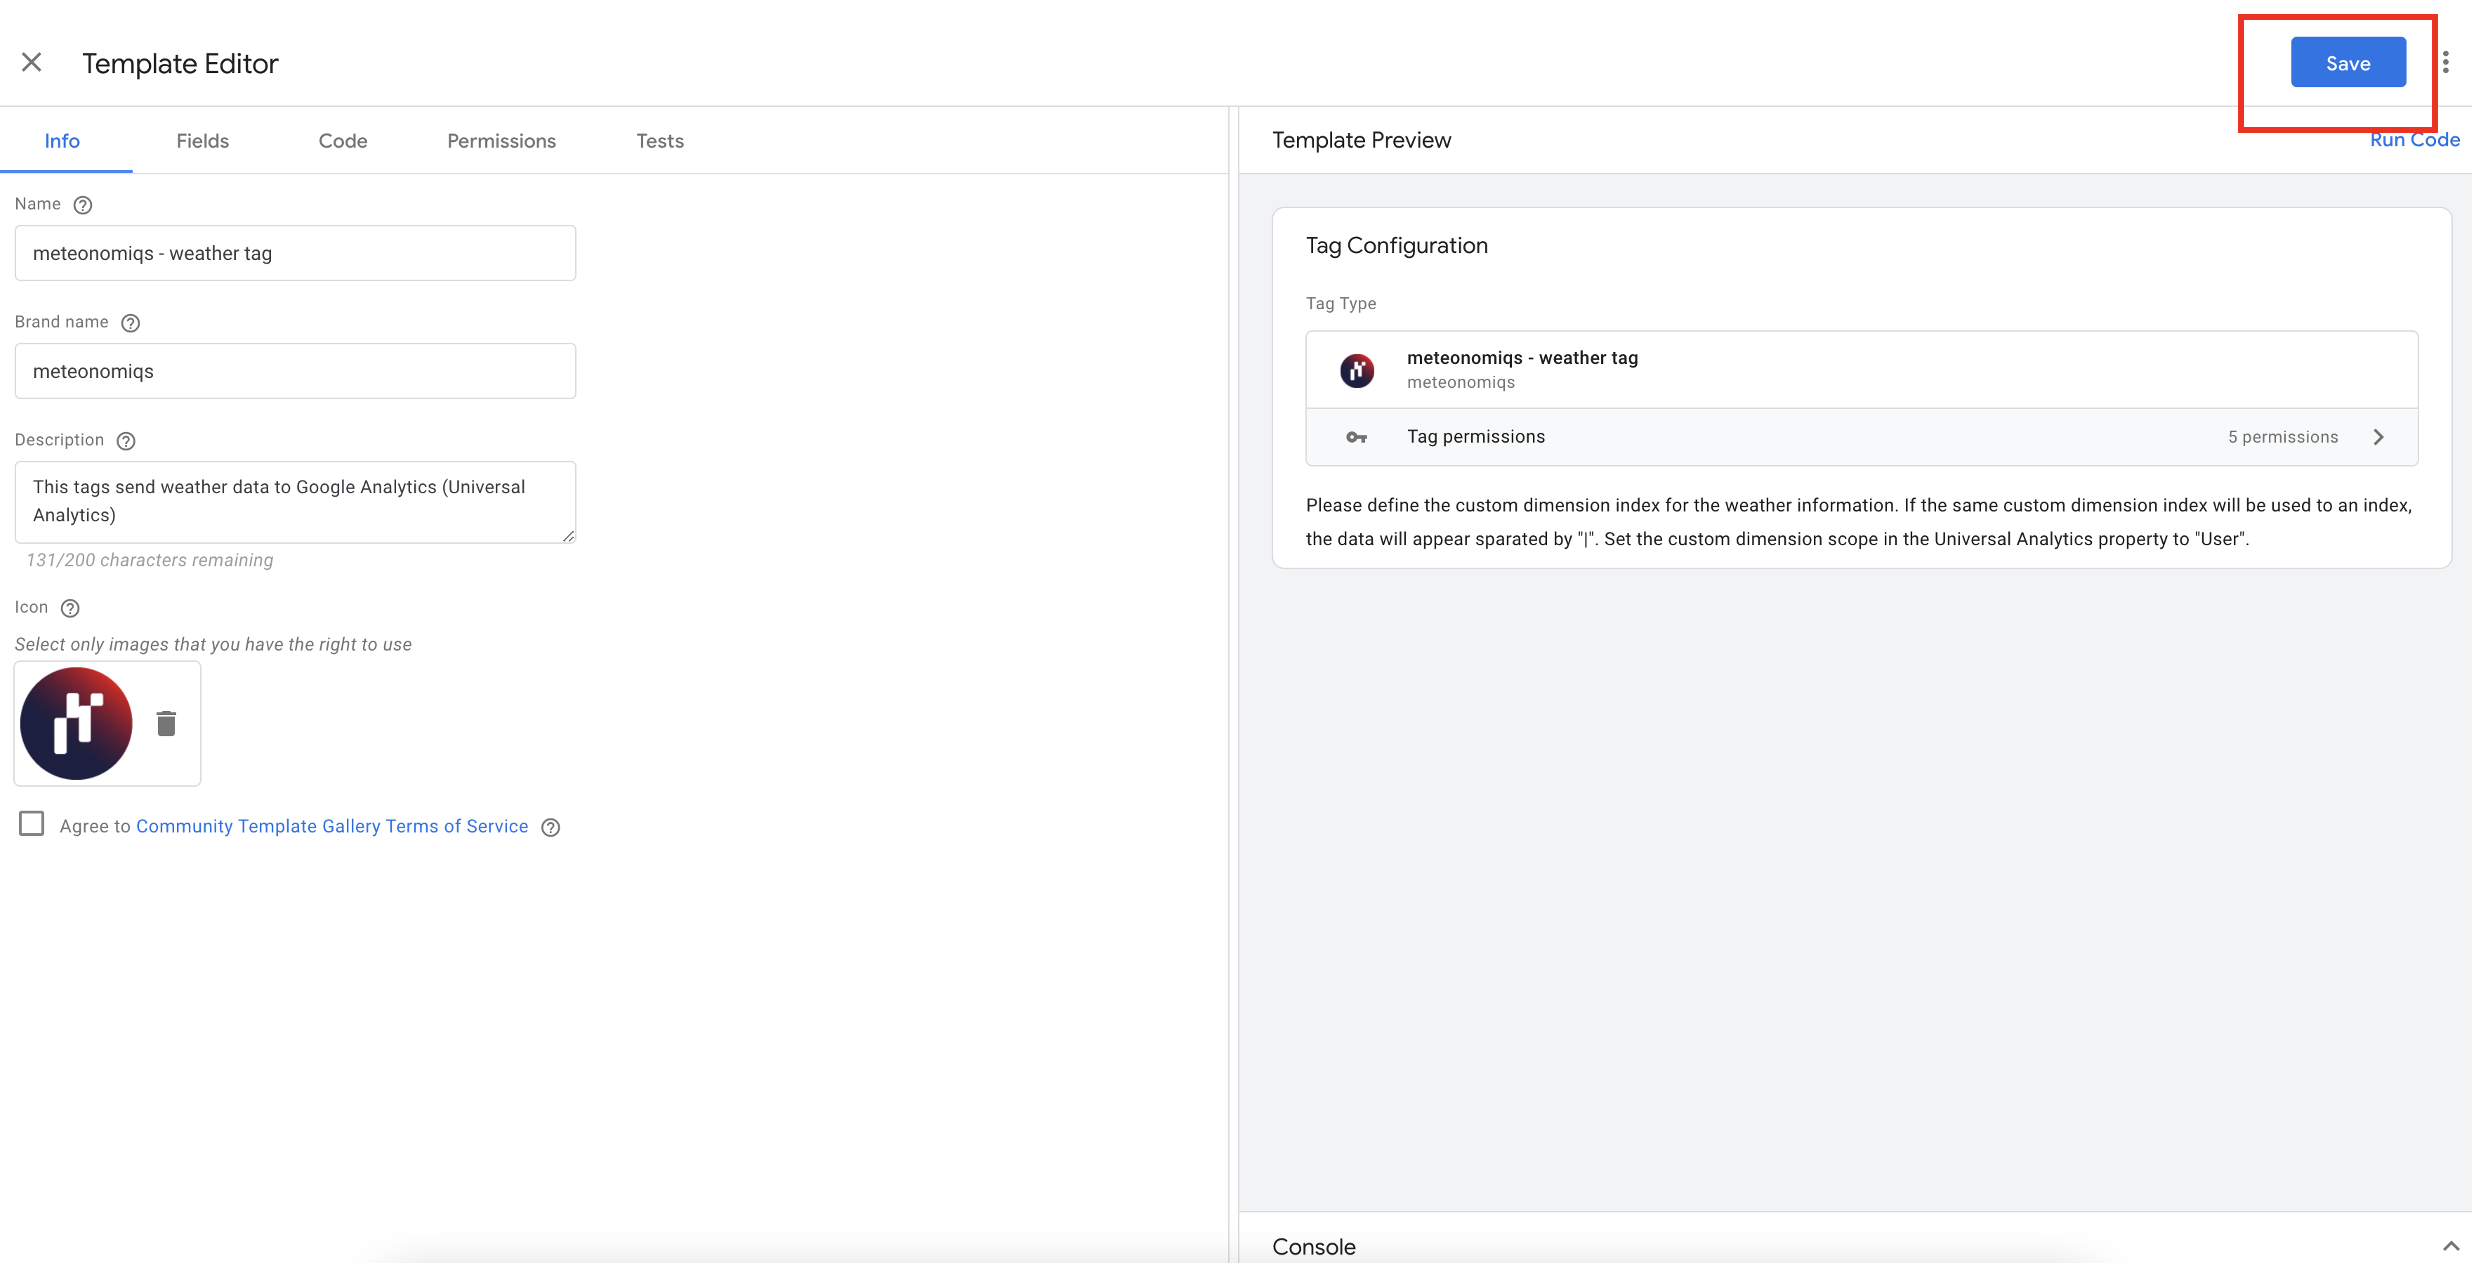 Template Editor
Save
Info
Fields
Code
Permissions
Tests
Template Preview
Run Code
Name
meteonomiqs - weather tag
Brand name
meteonomiqs
Description
This tags send weather data to Google Analytics (Universal
Analytics)
131/200 characters remaining
Icon
Select only images that you have the right to use
Agree to Community Template Gallery Terms of Service
Tag Configuration
Tag Type
meteonomiqs - weather tag
meteonomiqs
Tag permissions
5 permissions
Please define the custom dimension index for the weather information. If the same custom dimension index will be used to an index,
the data will appear sparated by "|". Set the custom dimension scope in the Universal Analytics property to "User".
Console